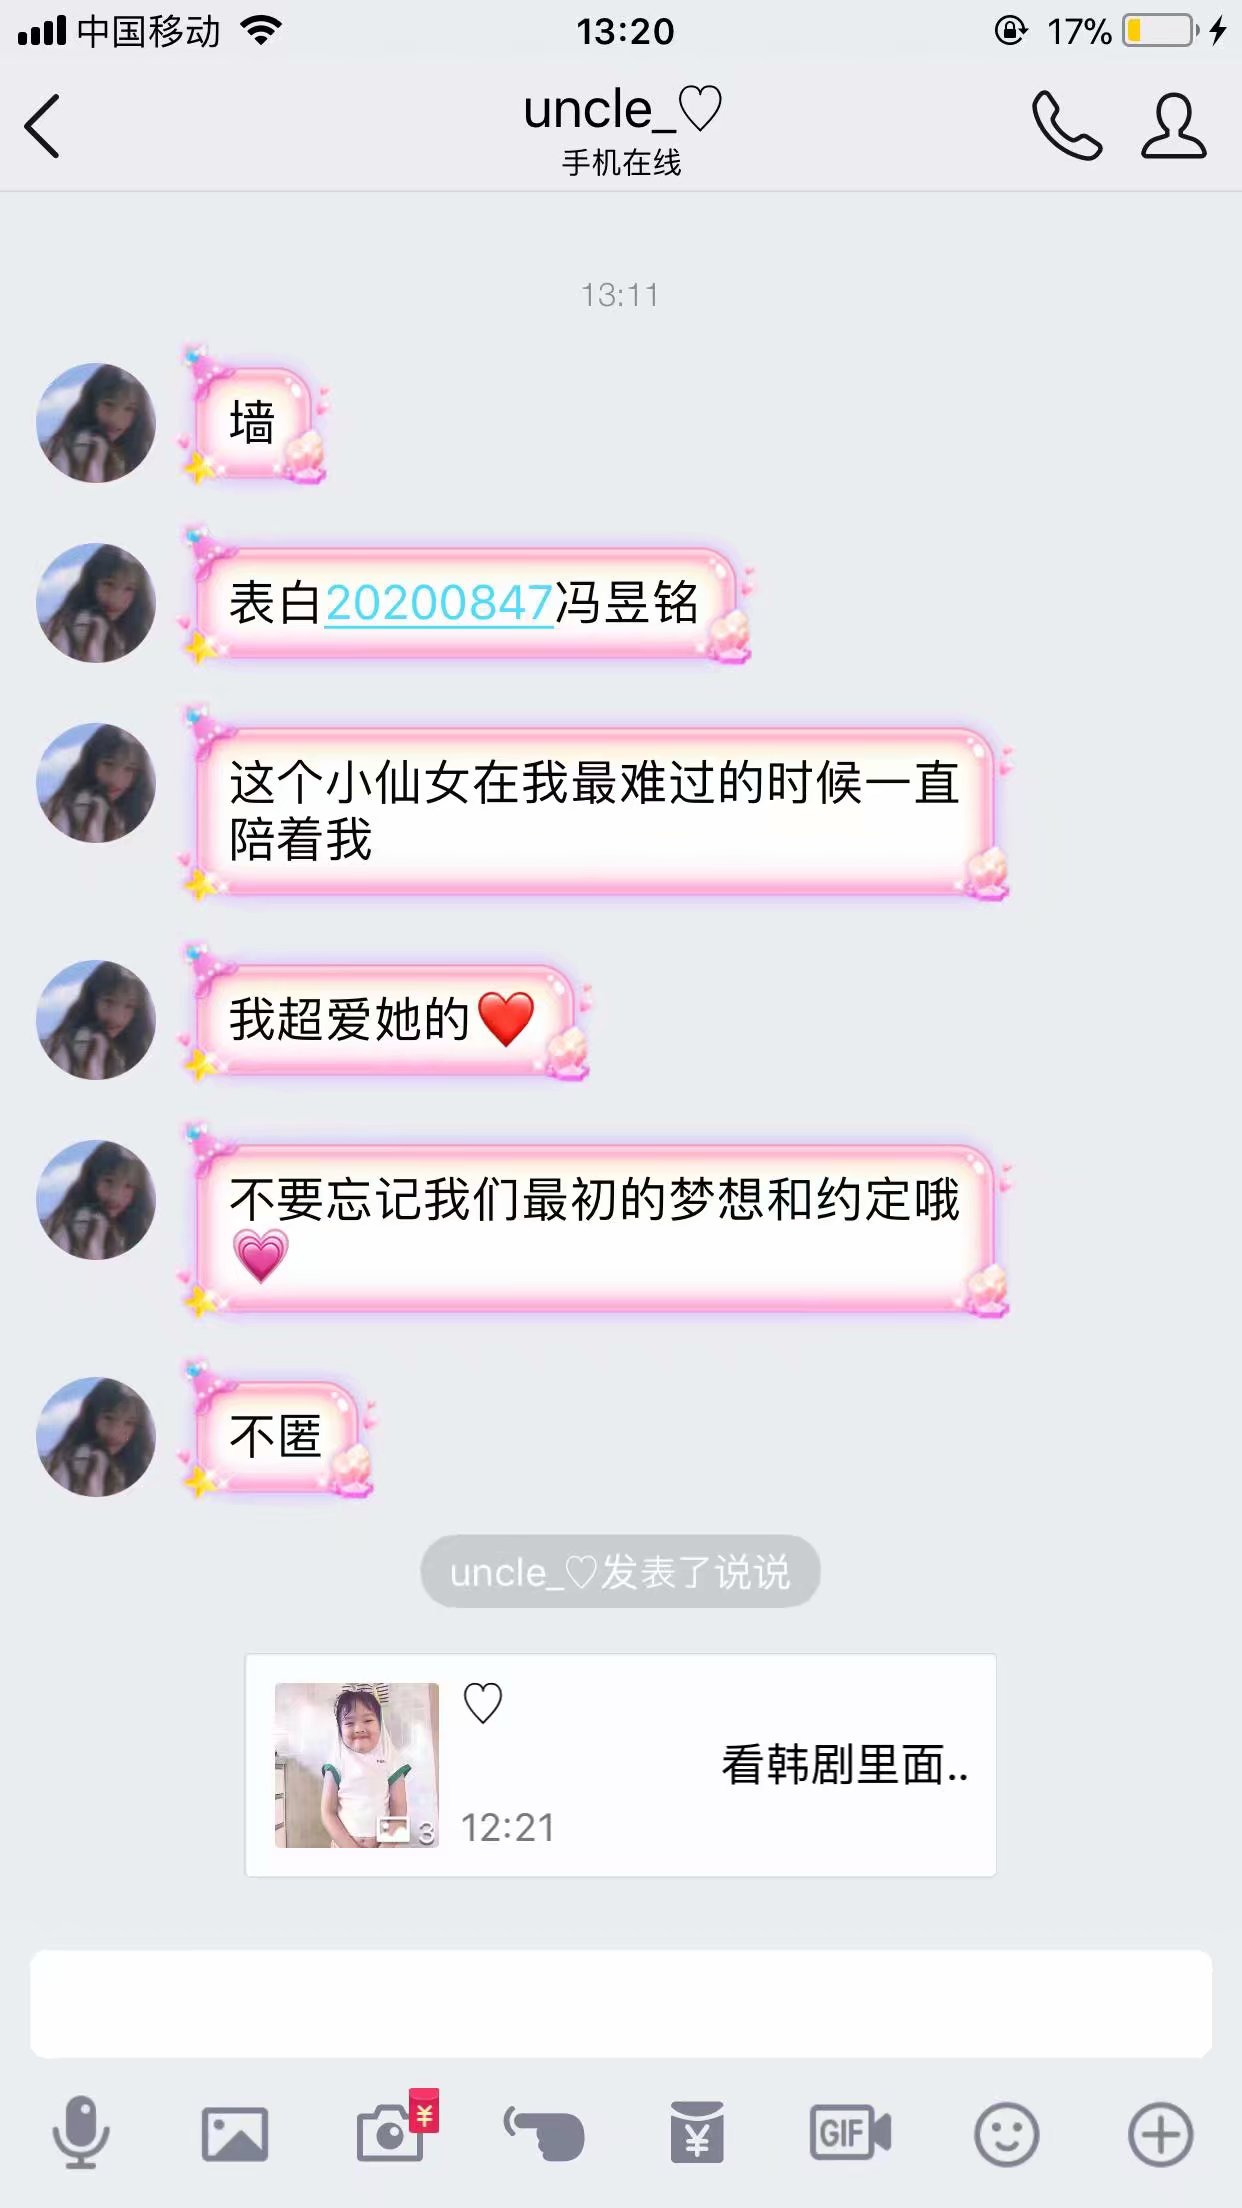 中国移动
13:20
17%
uncle_♡
手机在线
13:11
墙
表白20200847冯昱铭
这个小仙女在我最难过的时候一直
陪着我
我超爱她的❤️
不要忘记我们最初的梦想和约定哦
💗
不匿
uncle_♡发表了说说
♡
看韩剧里面..
3
12:21
¥
¥
GIF